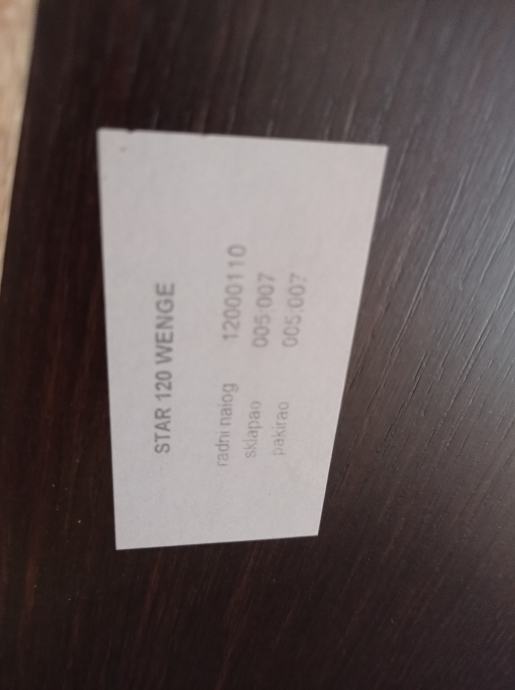 STAR 120 WENGE
radni nalog 12000110
sklapao 005.007
pakirao 005.007